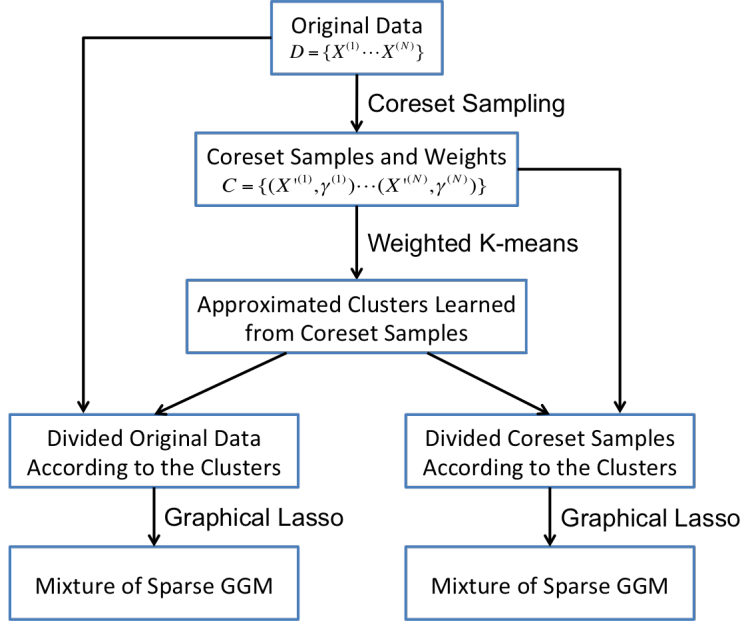 Original Data
D = {X^{(1)} ⋯ X^{(N)}}
Coreset Sampling
Coreset Samples and Weights
C = {(X'^{(1)}, γ^{(1)}) ⋯ (X'^{(N)}, γ^{(N)})}
Weighted K-means
Approximated Clusters Learned
from Coreset Samples
Divided Original Data
According to the Clusters
Divided Coreset Samples
According to the Clusters
Graphical Lasso
Graphical Lasso
Mixture of Sparse GGM
Mixture of Sparse GGM